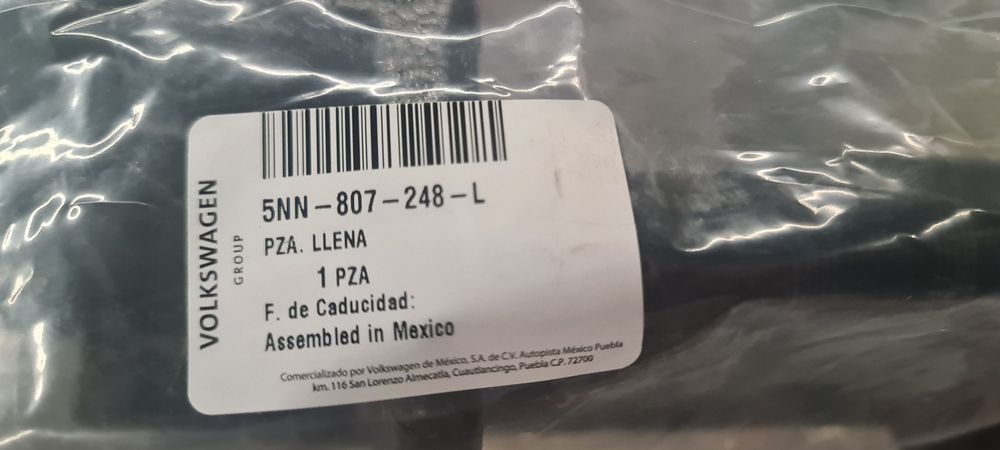 VOLKSWAGEN
GROUP
5NN-807-248-L
PZA. LLENA
1 PZA
F. de Caducidad:
Assembled in Mexico
Comercializado por Volkswagen de México, S.A. de C.V. Autopista México Puebla
km. 116 San Lorenzo Almecatla, Cuautlancingo, Puebla C.P. 72700